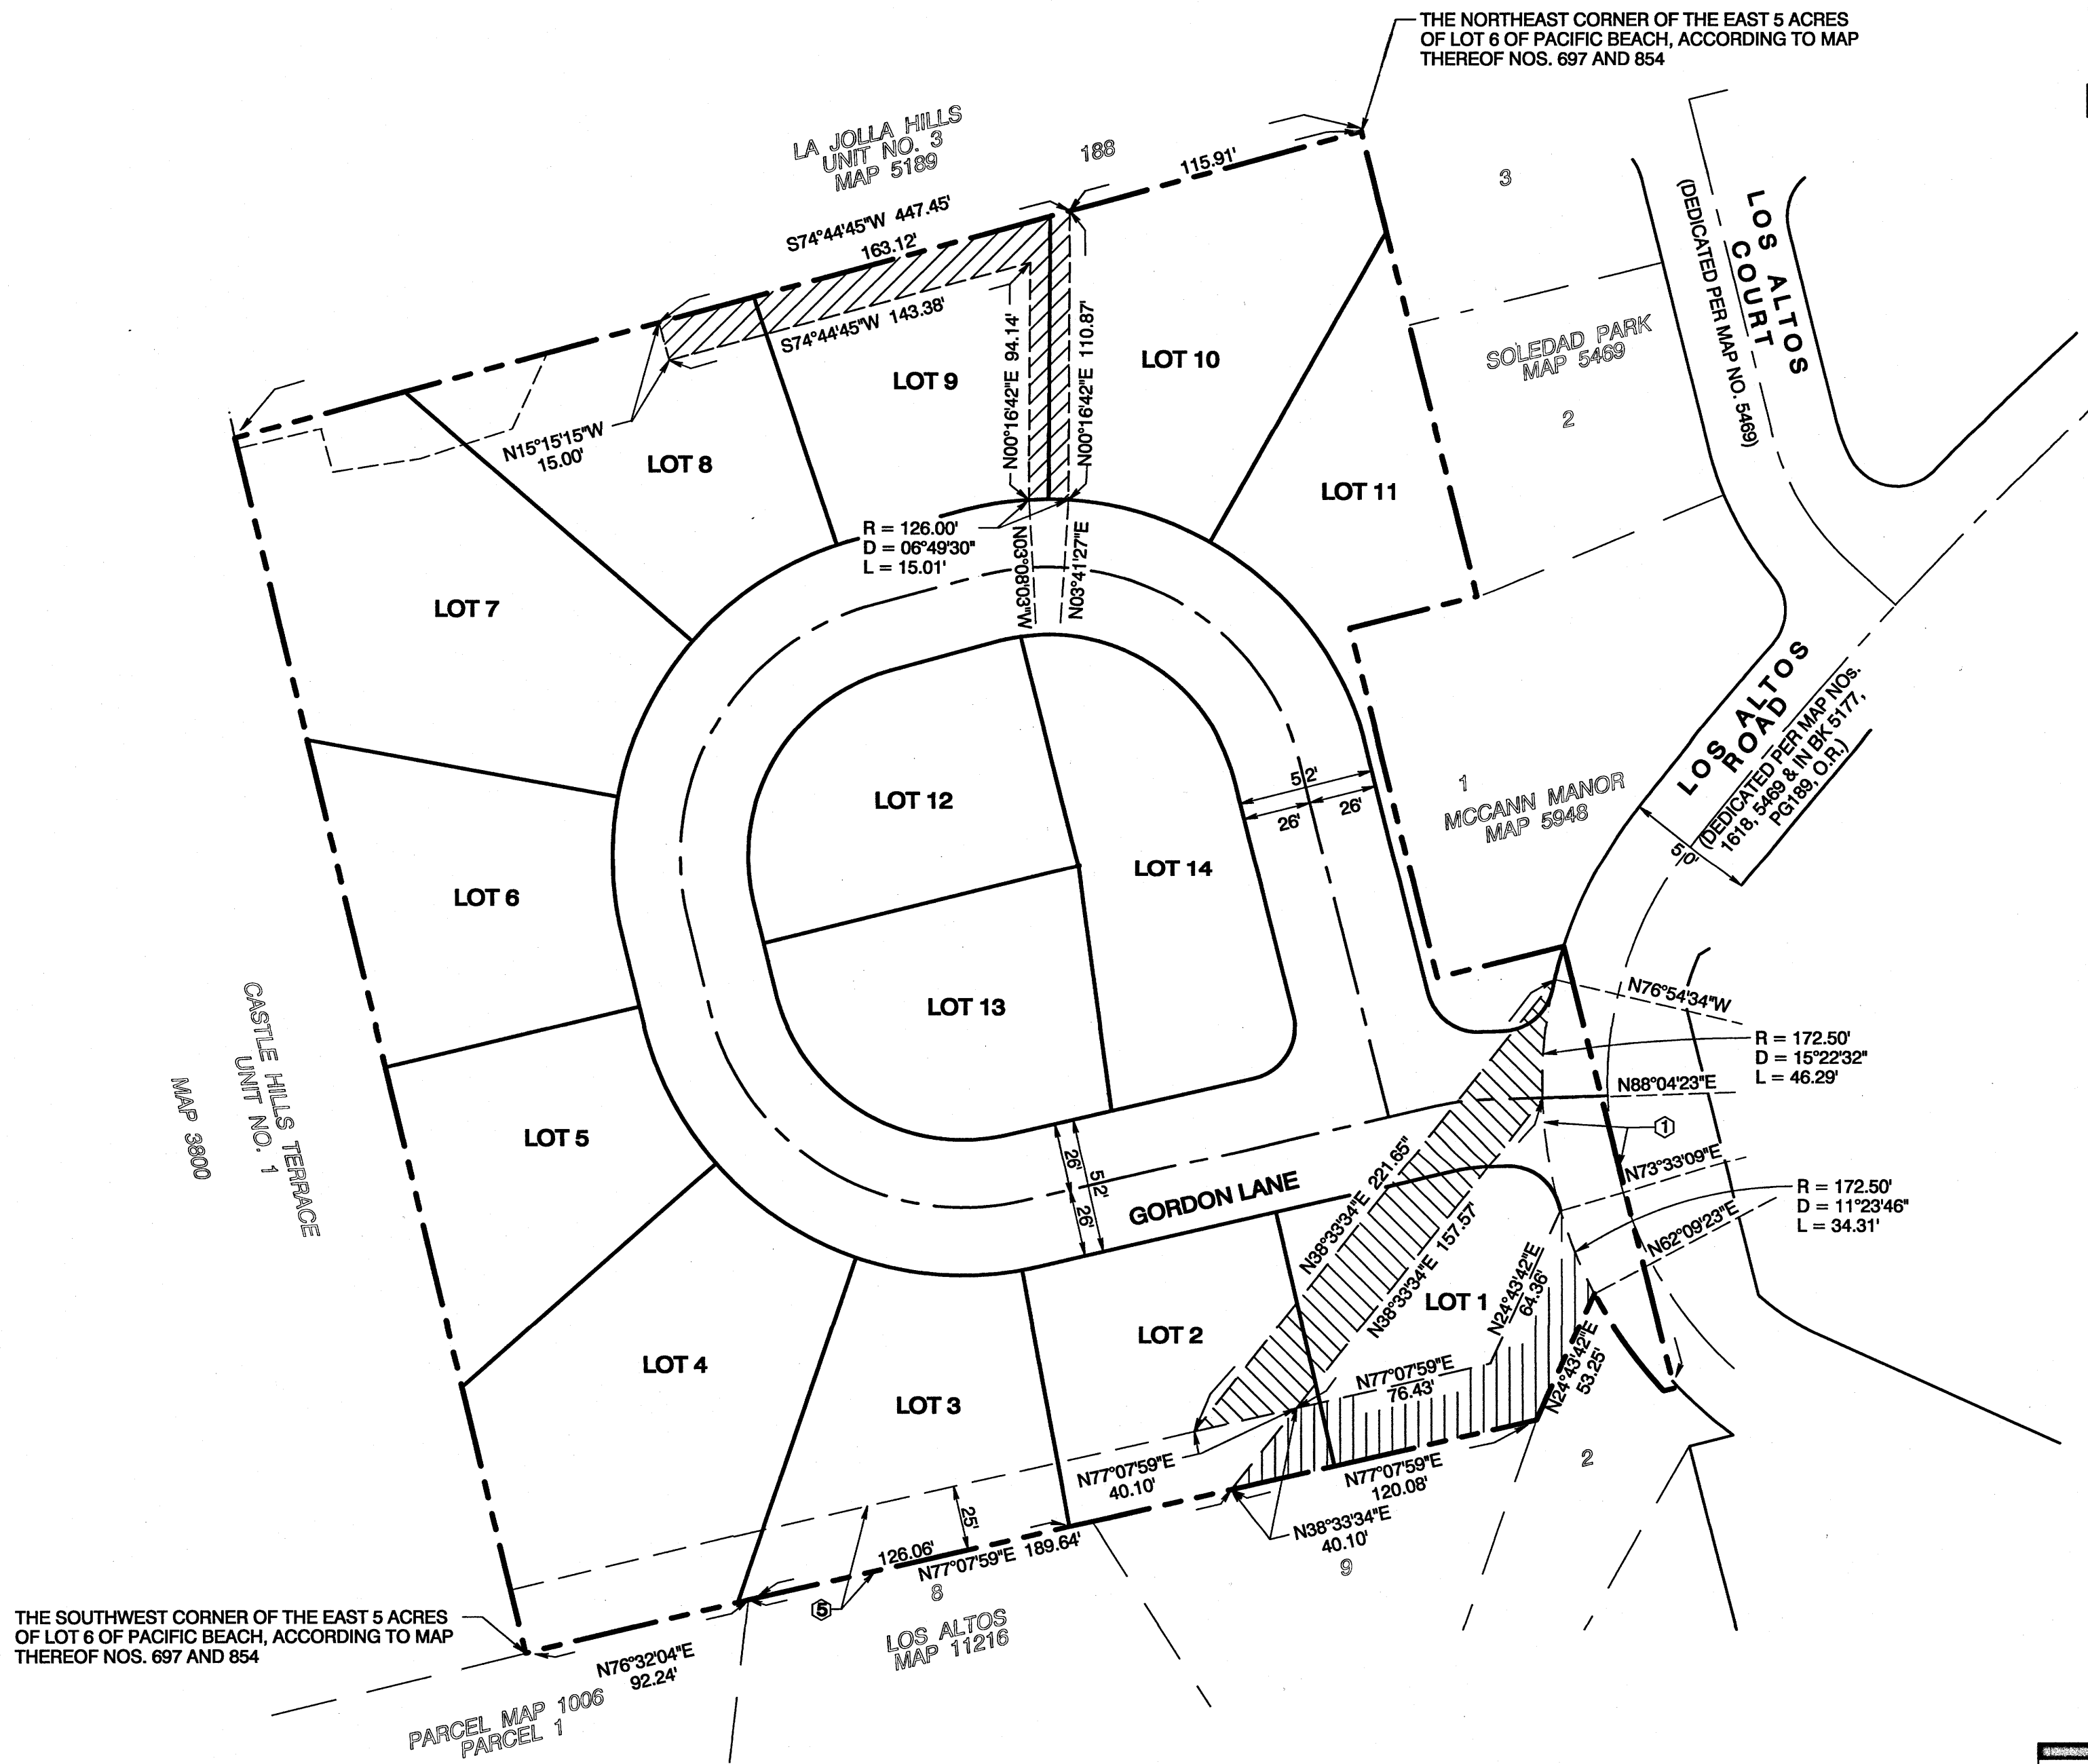 THE NORTHEAST CORNER OF THE EAST 5 ACRES
OF LOT 6 OF PACIFIC BEACH, ACCORDING TO MAP
THEREOF NOS. 697 AND 854
LA JOLLA HILLS
UNIT NO. 3
MAP 5189
188
115.91'
S74°44'45"W 447.45'
163.12'
S74°44'45"W 143.38'
N00°16'42"E 94.14'
N00°16'42"E 110.87'
N15°15'15"W
15.00'
LOT 7
LOT 8
LOT 9
LOT 10
LOT 11
R = 126.00'
D = 06°49'30"
L = 15.01'
N03°08'03"W
N03°41'27"E
3
SOLEDAD PARK
MAP 5469
2
LOS ALTOS
COURT
(DEDICATED PER MAP NO. 5469)
LOS ALTOS
ROAD
(DEDICATED PER MAP NOs.
1618, 5469 & IN BK 5177,
PG189, O.R.)
50'
1
MCCANN MANOR
MAP 5948
52'
26'
26'
LOT 12
LOT 14
LOT 13
LOT 6
LOT 5
CASTLE HILLS TERRACE
UNIT NO. 1
MAP 3800
N76°54'34"W
R = 172.50'
D = 15°22'32"
L = 46.29'
N88°04'23"E
1
N73°33'09"E
R = 172.50'
D = 11°23'46"
L = 34.31'
N62°09'23"E
26'
52'
26'
GORDON LANE
N38°33'34"E 221.65'
N38°33'34"E 157.57'
N24°43'42"E
64.36'
LOT 1
LOT 2
LOT 3
LOT 4
N77°07'59"E
76.43'
N24°43'42"E
53.25'
N77°07'59"E
40.10'
N77°07'59"E
120.08'
N38°33'34"E
40.10'
2
9
25'
126.06'
N77°07'59"E 189.64'
8
5
LOS ALTOS
MAP 11216
THE SOUTHWEST CORNER OF THE EAST 5 ACRES
OF LOT 6 OF PACIFIC BEACH, ACCORDING TO MAP
THEREOF NOS. 697 AND 854
N76°32'04"E
92.24'
PARCEL MAP 1006
PARCEL 1